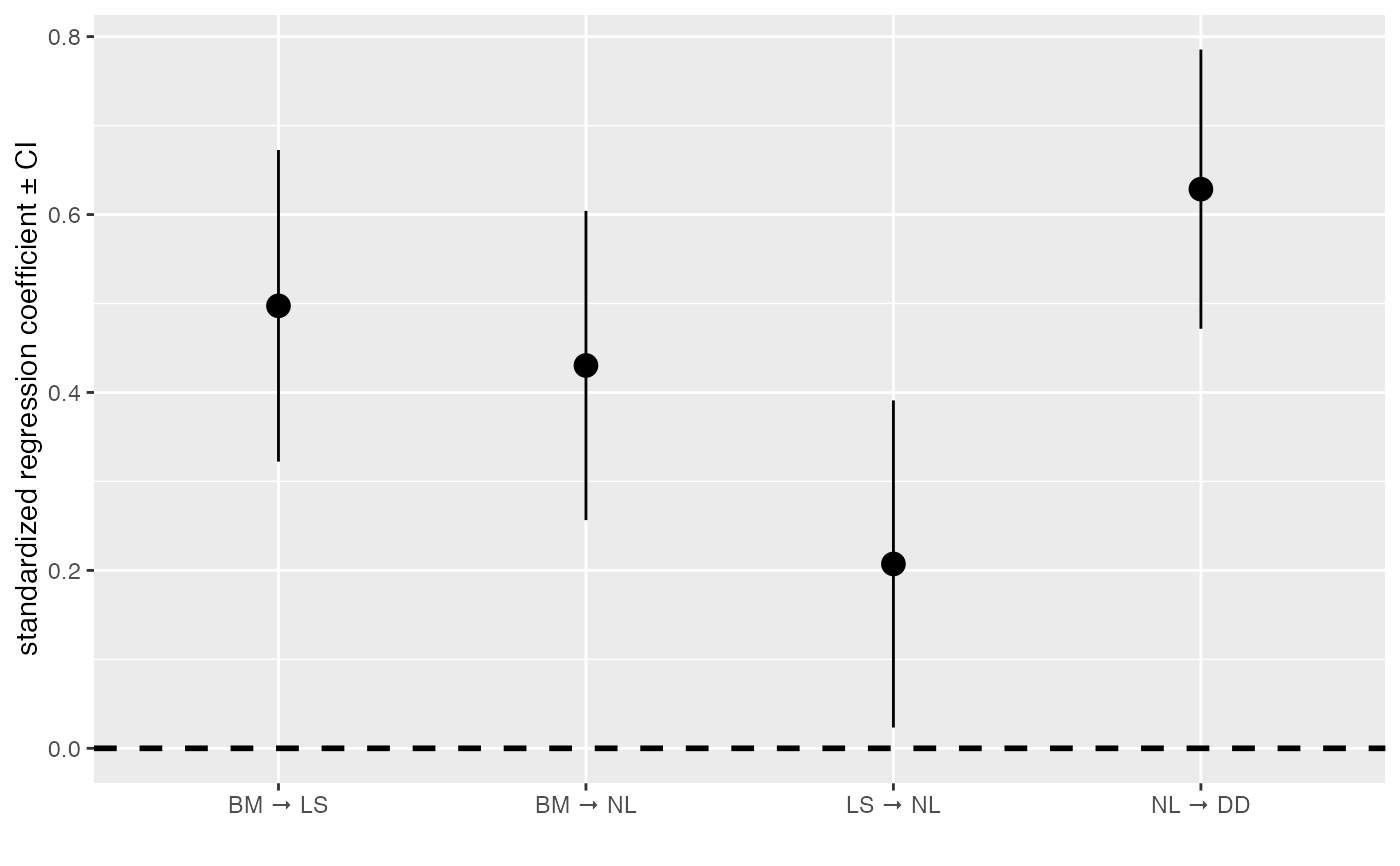 standardized regression coefficient ± CI
0.8
0.6
0.4
0.2
0.0
BM → LS
BM → NL
LS → NL
NL → DD